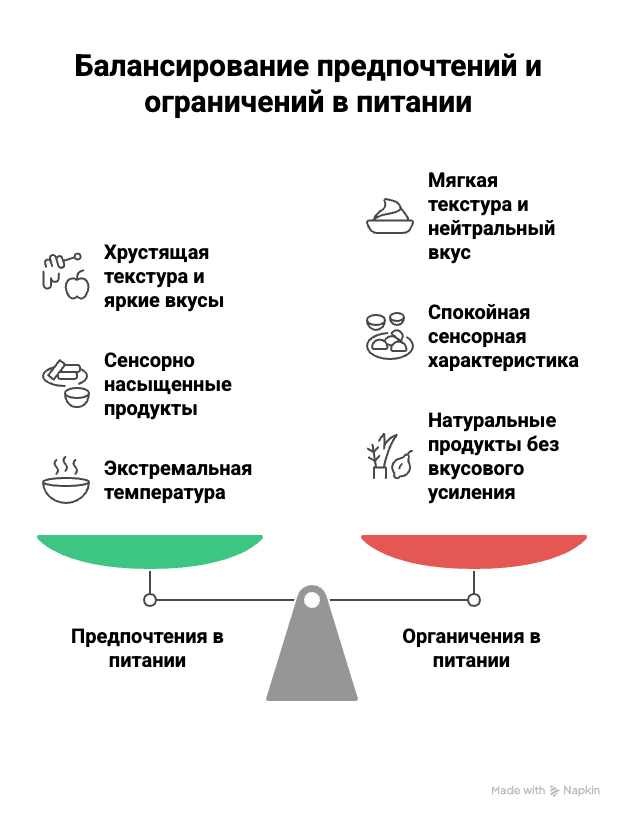 Балансирование предпочтений и
ограничений в питании
Хрустящая
текстура и
яркие вкусы
Сенсорно
насыщенные
продукты
Экстремальная
температура
Мягкая
текстура и
нейтральный
вкус
Спокойная
сенсорная
характеристика
Натуральные
продукты без
вкусового
усиления
Предпочтения в
питании
Органичения в
питании
Made with Napkin